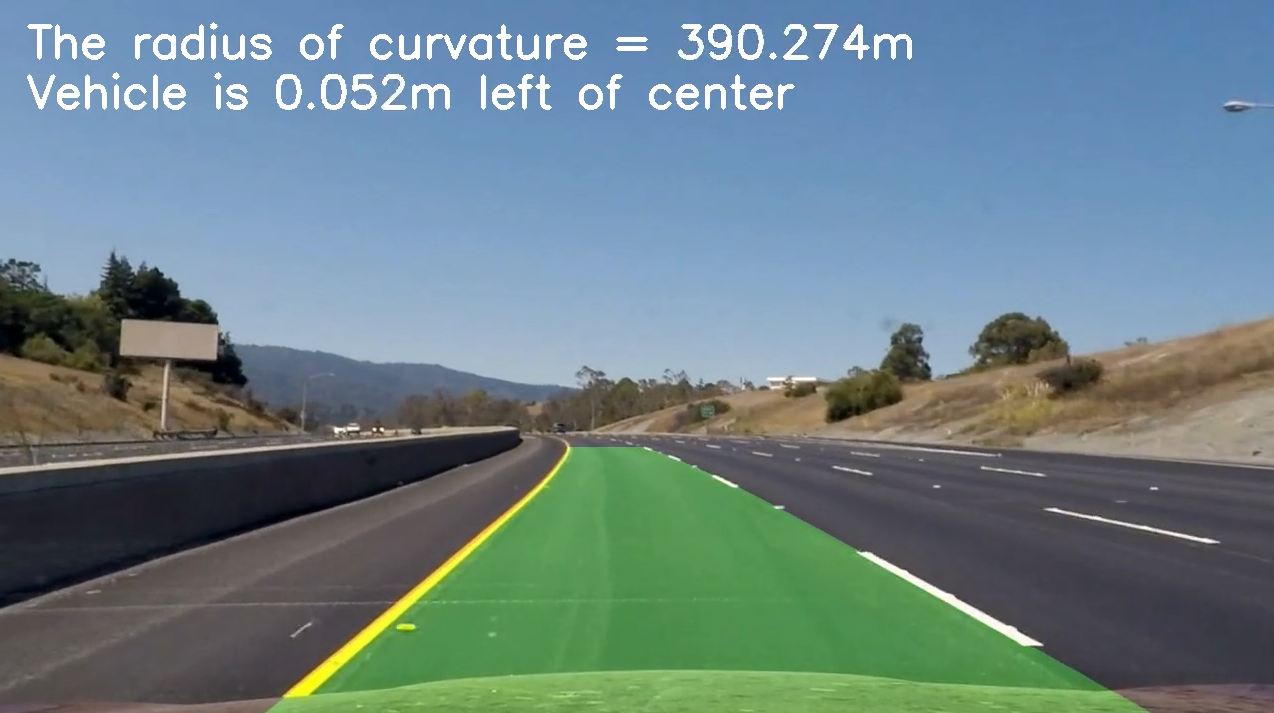 The radius of curvature = 390.274m
Vehicle is 0.052m left of center